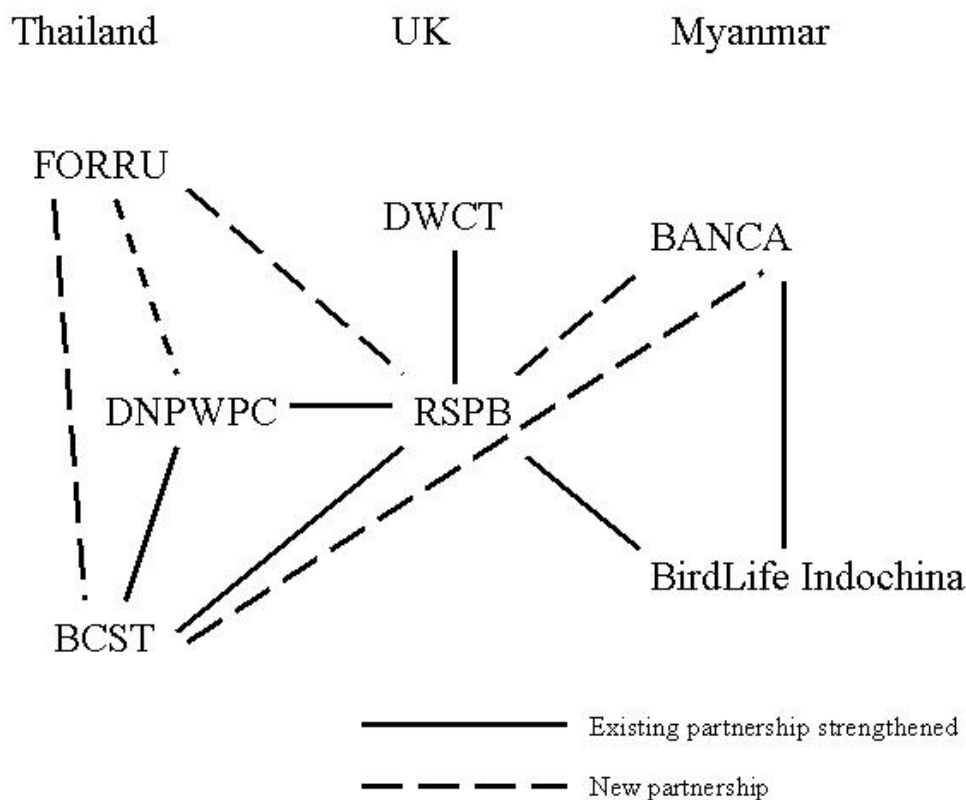 Thailand UK Myanmar
FORRU
DWCT
BANCA
DNPWPC RSPB
BirdLife Indochina
BCST
Existing partnership strengthened
New partnership